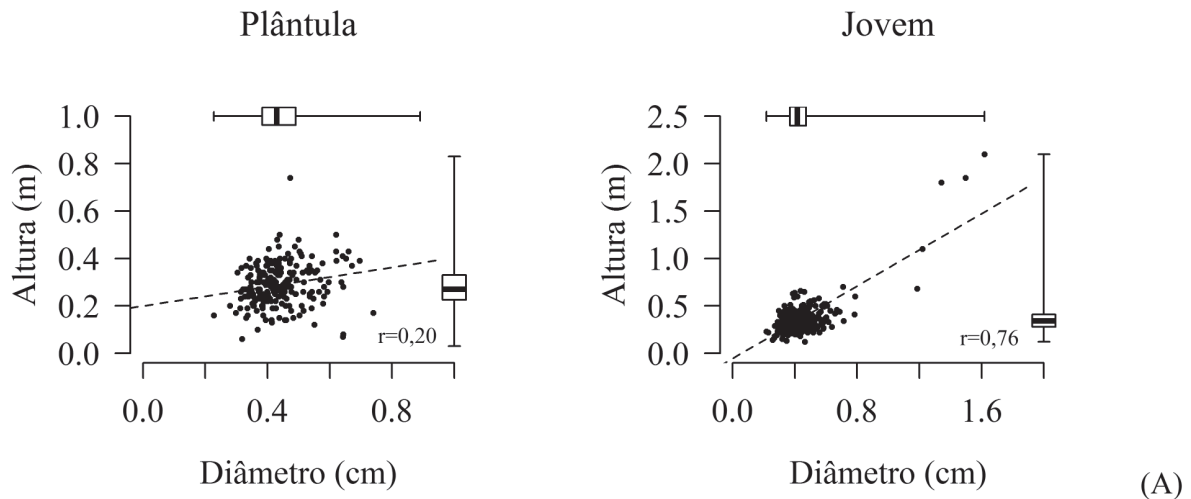 Plântula
Jovem
1.0
0.8
0.6
0.4
0.2
0.0
Altura (m)
r=0,20
0.0 0.4 0.8
Diâmetro (cm)
2.5
2.0
1.5
1.0
0.5
0.0
Altura (m)
r=0,76
0.0 0.8 1.6
Diâmetro (cm)
(A)